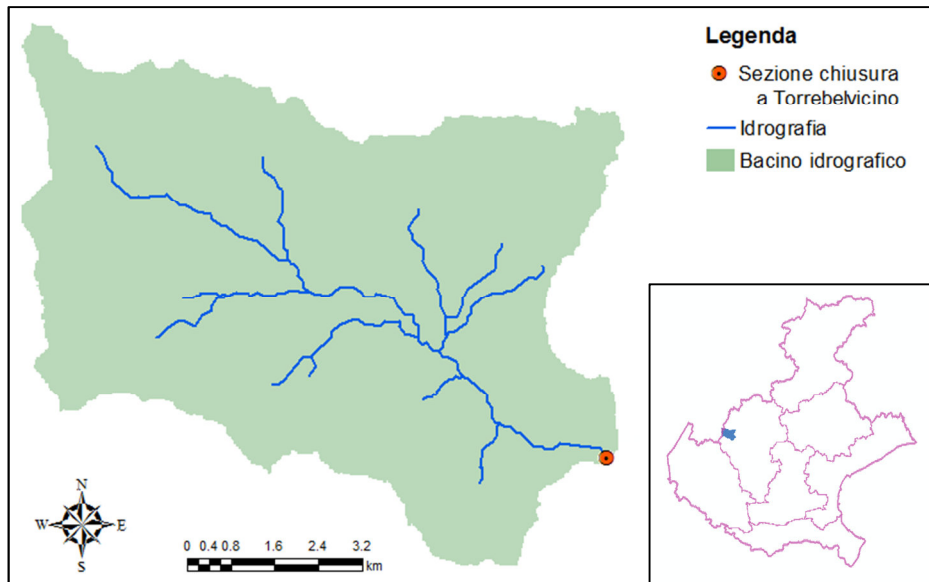 Legenda
Sezione chiusura
a Torrebelvicino
Idrografia
Bacino idrografico
N
W E
S
0 0.4 0.8 1.6 2.4 3.2
km